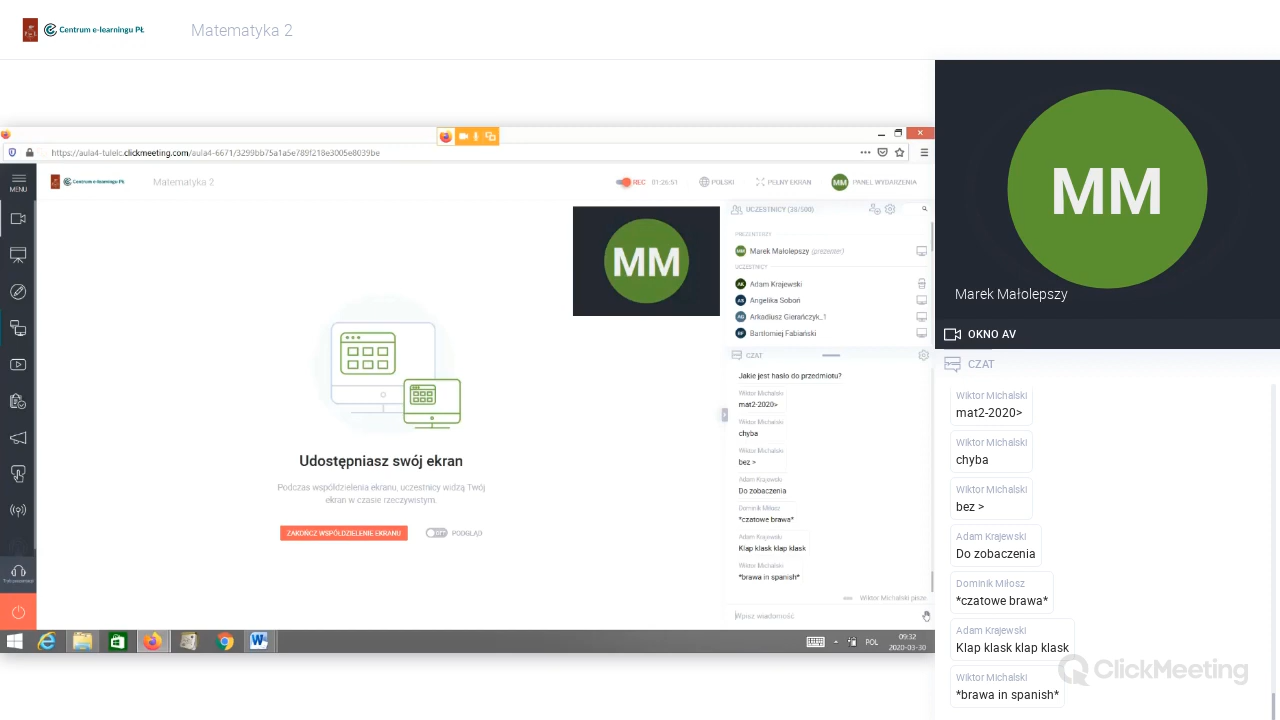 Centrum e-learningu PŁ
Matematyka 2
https://aula4-tulelc.clickmeeting.com/aula4-6671/3299bb75a1a5e789f218e3005e8039be
MENU
Centrum e-learningu PŁ
Matematyka 2
REC 01:26:51
POLSKI
PEŁNY EKRAN
MM PANEL WYDARZENIA
MM
UCZESTNICY (38/500)
PREZENTERZY
MM Marek Małolepszy (prezenter)
UCZESTNICY
Adam Krajewski
Angelika Soboń
Arkadiusz Gierańczyk_1
Bartłomiej Fabiański
CZAT
Jakie jest hasło do przedmiotu?
Wiktor Michalski
mat2-2020>
Wiktor Michalski
chyba
Wiktor Michalski
bez >
Adam Krajewski
Do zobaczenia
Dominik Miłosz
*czatowe brawa*
Adam Krajewski
Klap klask klap klask
Wiktor Michalski
*brawa in spanish*
Wiktor Michalski pisze
Wpisz wiadomość
Udostępniasz swój ekran
Podczas współdzielenia ekranu, uczestnicy widzą Twój
ekran w czasie rzeczywistym.
ZAKOŃCZ WSPÓŁDZIELENIE EKRANU
OFF PODGLĄD
POL
09:32
2020-03-30
MM
Marek Małolepszy
OKNO AV
CZAT
Wiktor Michalski
mat2-2020>
Wiktor Michalski
chyba
Wiktor Michalski
bez >
Adam Krajewski
Do zobaczenia
Dominik Miłosz
*czatowe brawa*
Adam Krajewski
Klap klask klap klask
Wiktor Michalski
*brawa in spanish*
ClickMeeting